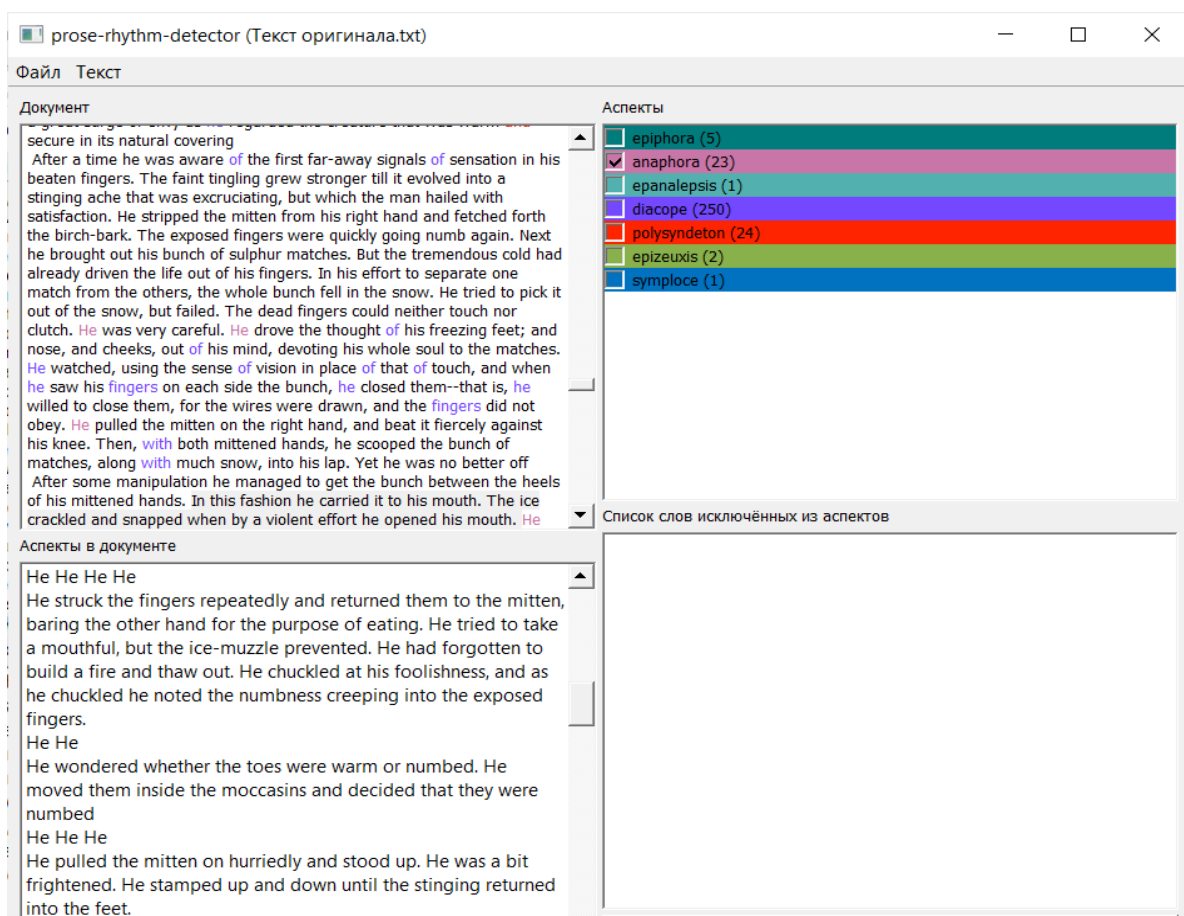 prose-rhythm-detector (Текст оригинала.txt)
Файл Текст
Документ
secure in its natural covering
After a time he was aware of the first far-away signals of sensation in his
beaten fingers. The faint tingling grew stronger till it evolved into a
stinging ache that was excruciating, but which the man hailed with
satisfaction. He stripped the mitten from his right hand and fetched forth
the birch-bark. The exposed fingers were quickly going numb again. Next
he brought out his bunch of sulphur matches. But the tremendous cold had
already driven the life out of his fingers. In his effort to separate one
match from the others, the whole bunch fell in the snow. He tried to pick it
out of the snow, but failed. The dead fingers could neither touch nor
clutch. He was very careful. He drove the thought of his freezing feet; and
nose, and cheeks, out of his mind, devoting his whole soul to the matches.
He watched, using the sense of vision in place of that of touch, and when
he saw his fingers on each side the bunch, he closed them--that is, he
willed to close them, for the wires were drawn, and the fingers did not
obey. He pulled the mitten on the right hand, and beat it fiercely against
his knee. Then, with both mittened hands, he scooped the bunch of
matches, along with much snow, into his lap. Yet he was no better off
After some manipulation he managed to get the bunch between the heels
of his mittened hands. In this fashion he carried it to his mouth. The ice
crackled and snapped when by a violent effort he opened his mouth. He
Аспекты в документе
He He He He
He struck the fingers repeatedly and returned them to the mitten,
baring the other hand for the purpose of eating. He tried to take
a mouthful, but the ice-muzzle prevented. He had forgotten to
build a fire and thaw out. He chuckled at his foolishness, and as
he chuckled he noted the numbness creeping into the exposed
fingers.
He He
He wondered whether the toes were warm or numbed. He
moved them inside the moccasins and decided that they were
numbed
He He He
He pulled the mitten on hurriedly and stood up. He was a bit
frightened. He stamped up and down until the stinging returned
into the feet.
Аспекты
epiphora (5)
anaphora (23)
epanalepsis (1)
diacope (250)
polysyndeton (24)
epizeuxis (2)
symploce (1)
Список слов исключённых из аспектов